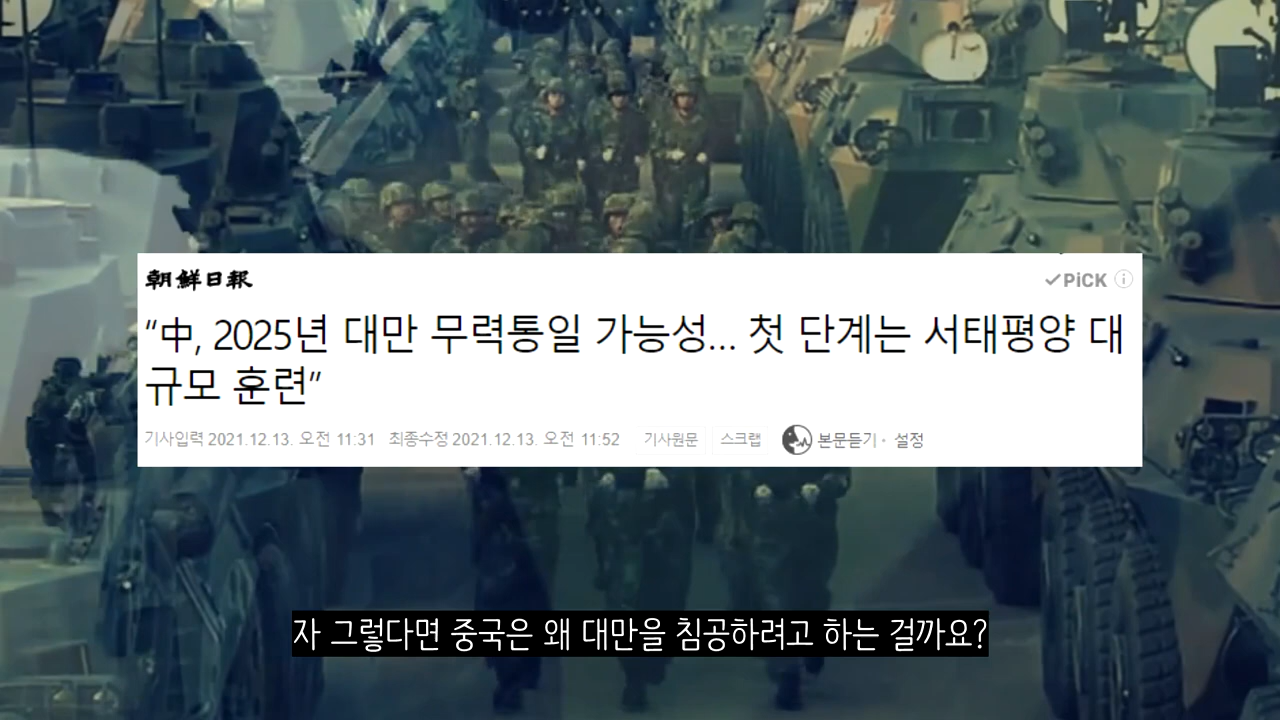 朝鮮日報
✓PiCK ⓘ
“中, 2025년 대만 무력통일 가능성... 첫 단계는 서태평양 대
규모 훈련”
기사입력 2021.12.13. 오전 11:31 최종수정 2021.12.13. 오전 11:52 기사원문 스크랩 본문듣기 · 설정
자 그렇다면 중국은 왜 대만을 침공하려고 하는 걸까요?